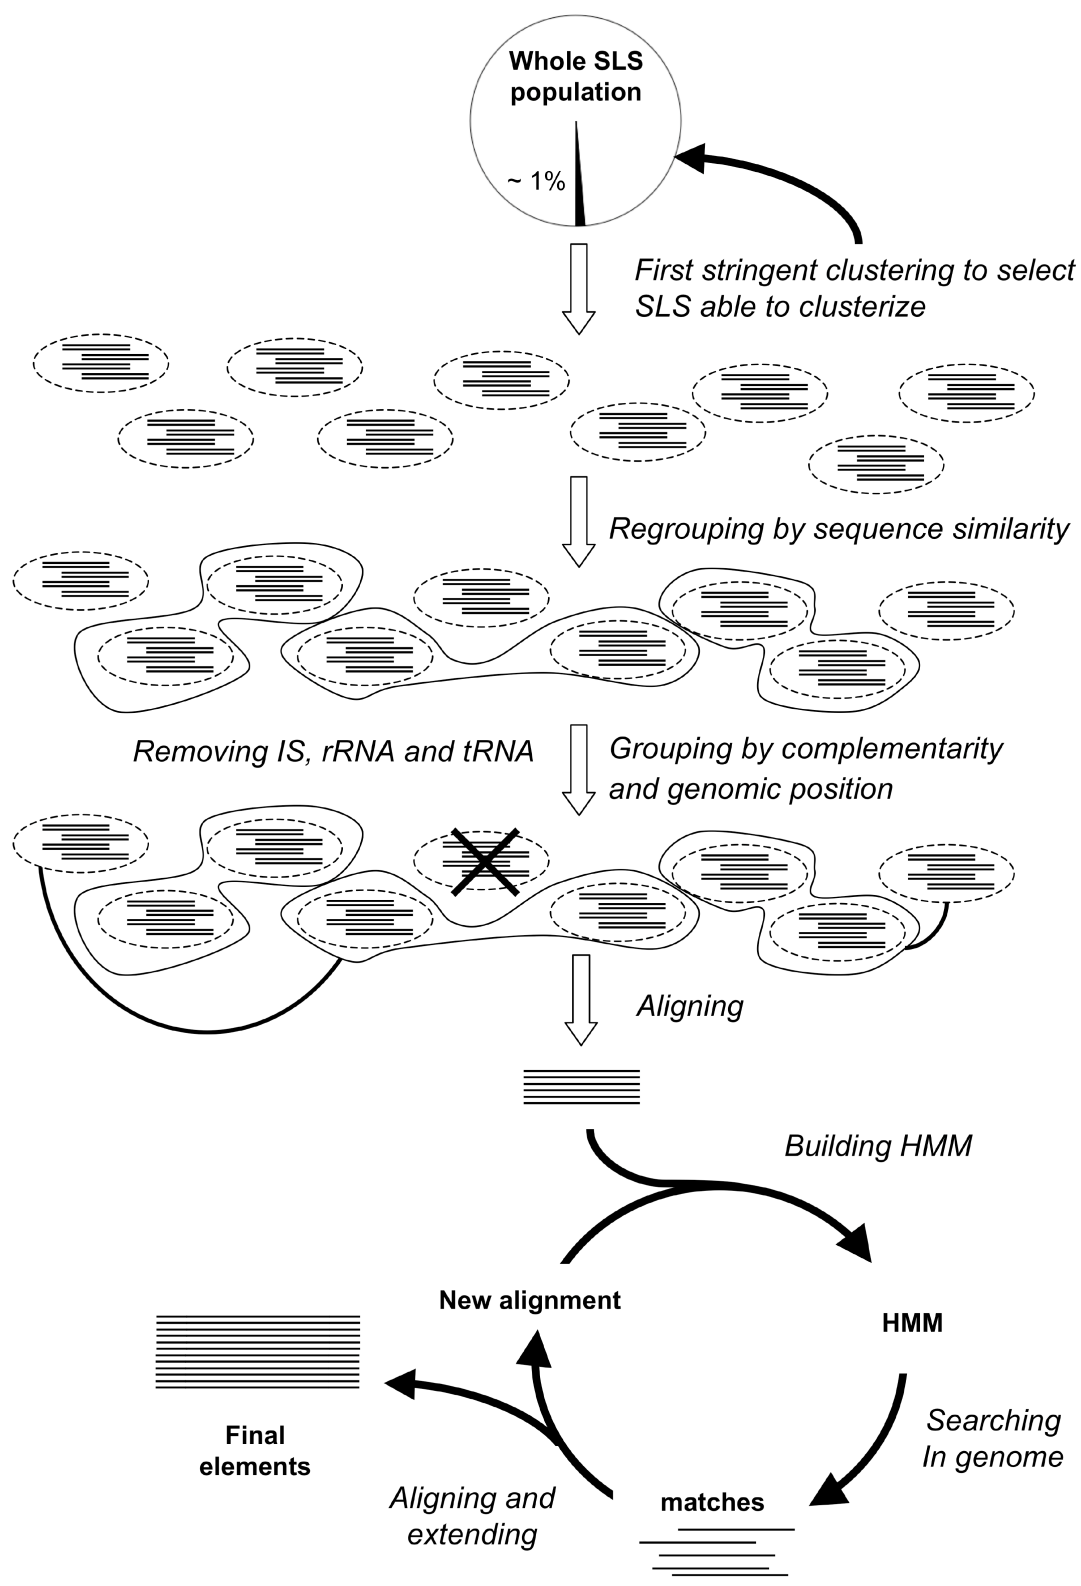 Whole SLS
population
~ 1%
First stringent clustering to select
SLS able to clusterize
Regrouping by sequence similarity
Removing IS, rRNA and tRNA
Grouping by complementarity
and genomic position
Aligning
Building HMM
New alignment
HMM
Searching
In genome
Final
elements
Aligning and
extending
matches